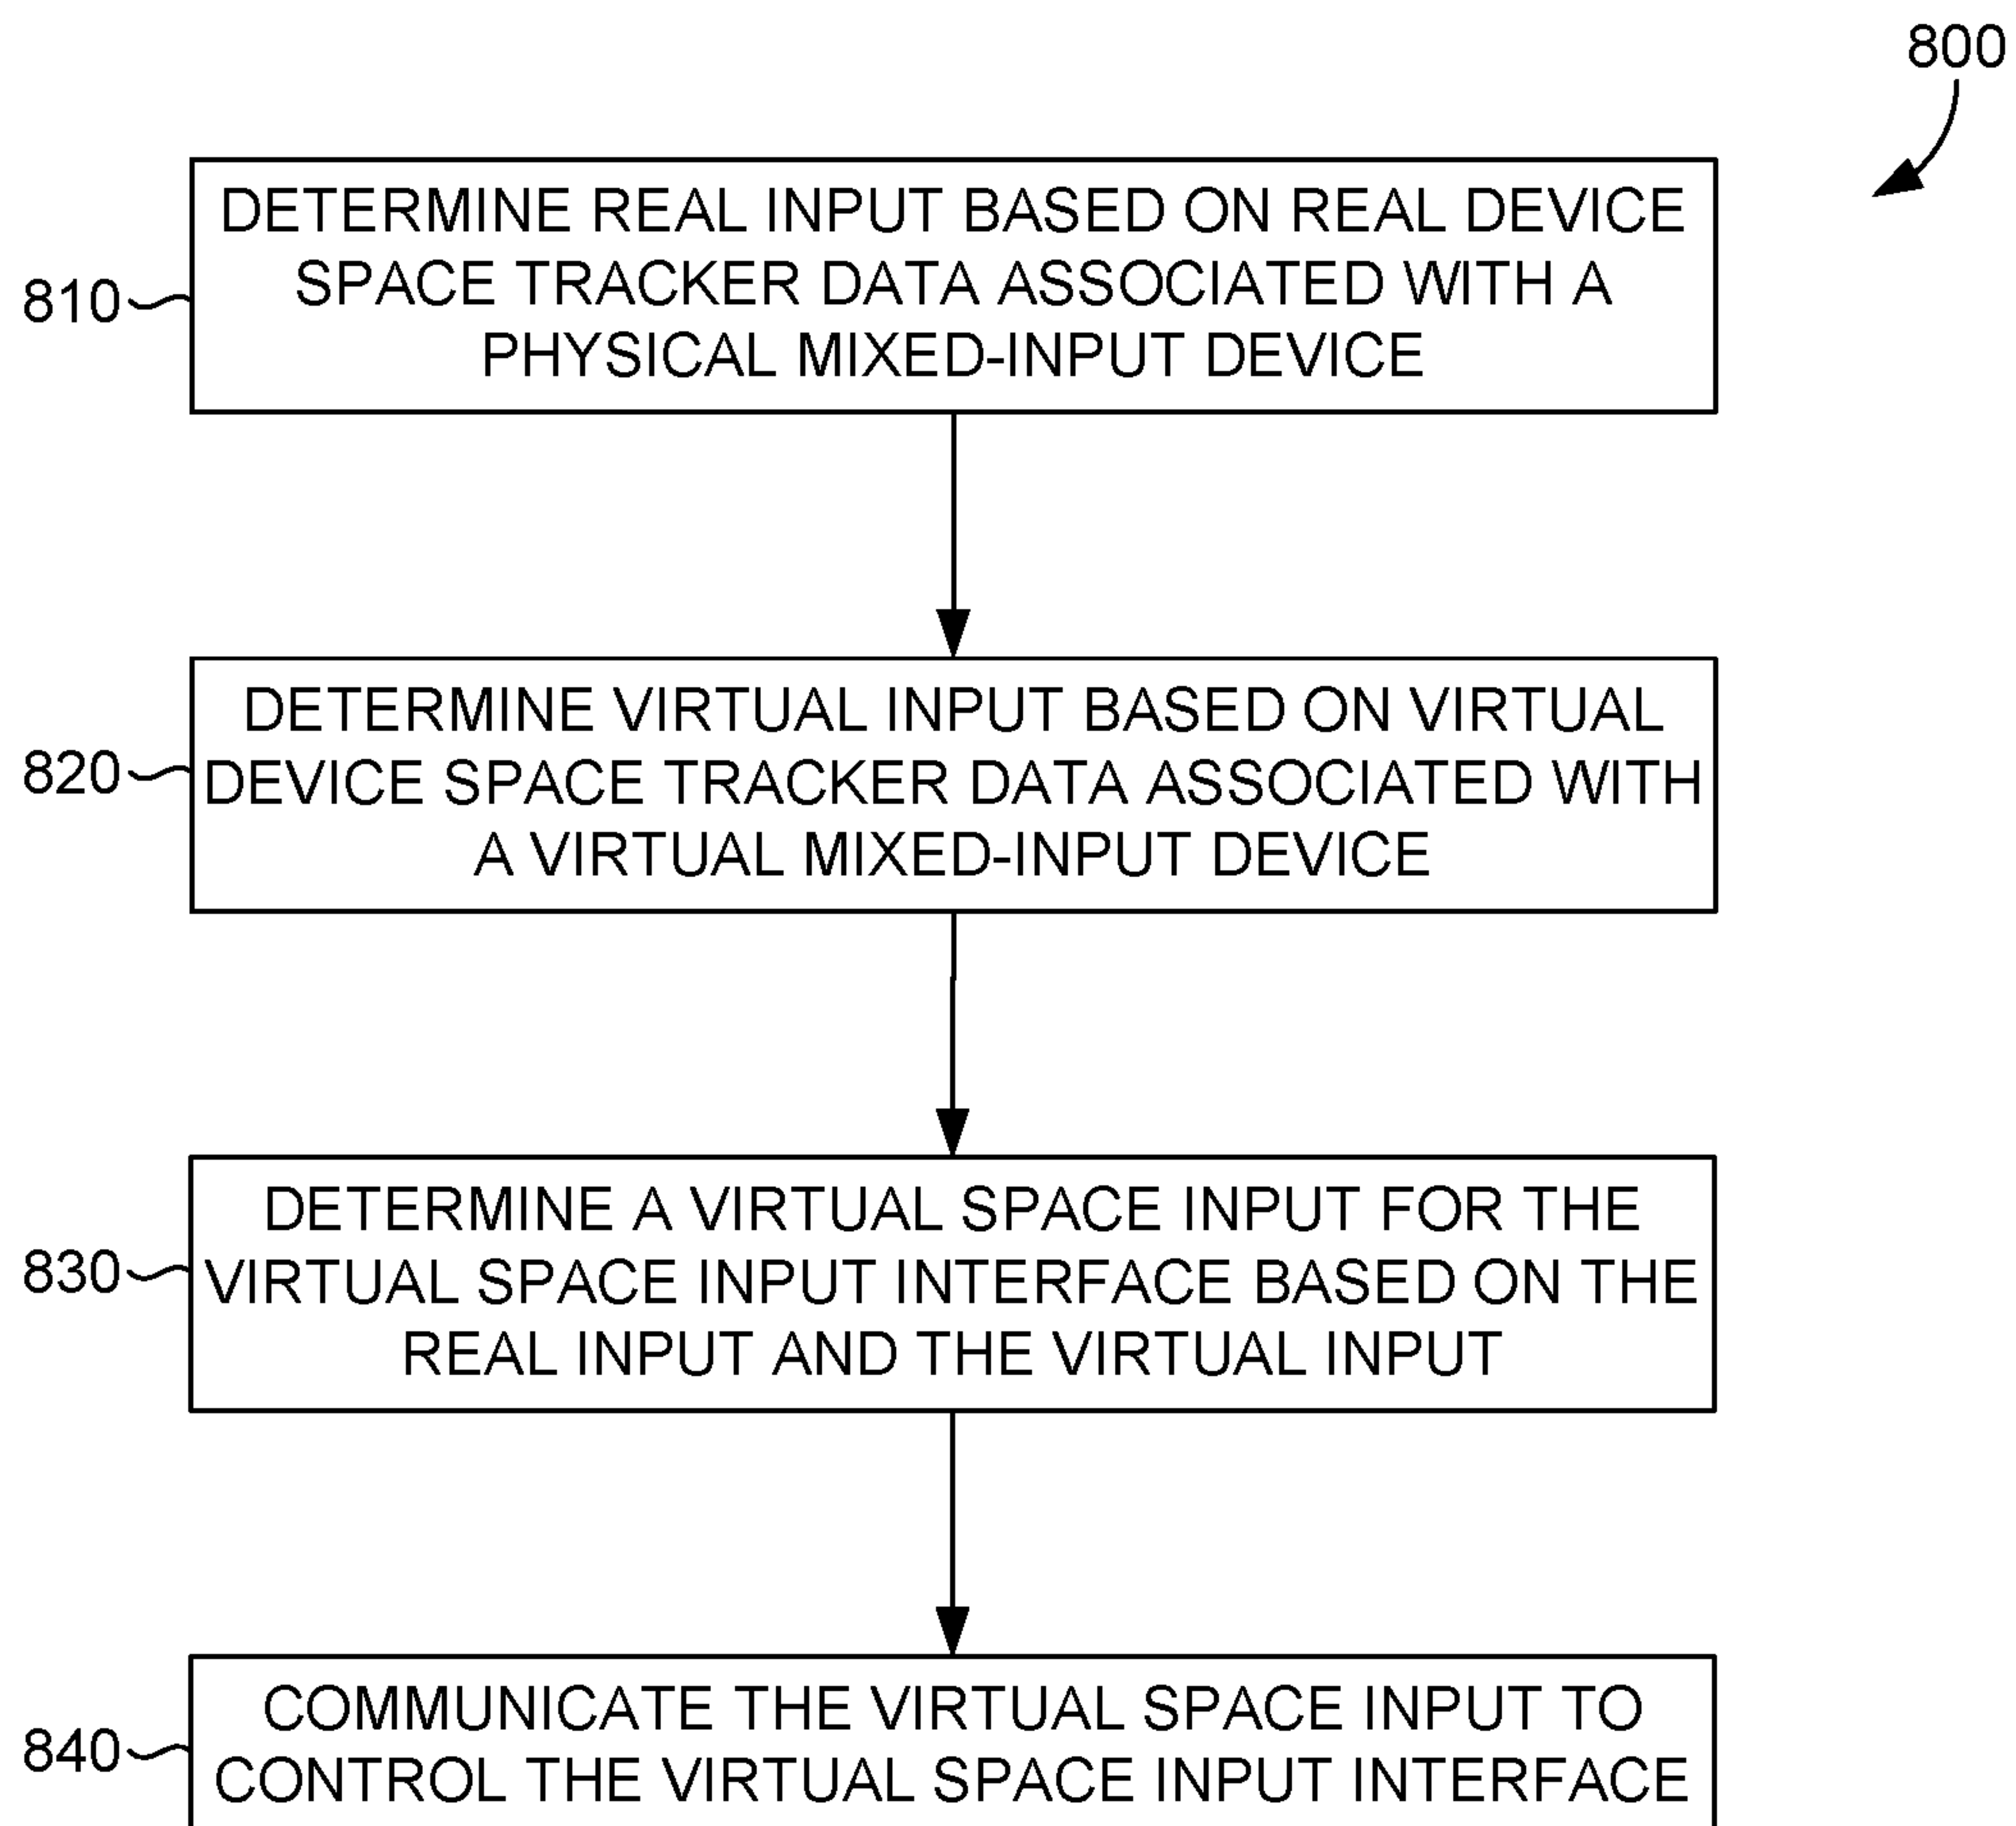 800
DETERMINE REAL INPUT BASED ON REAL DEVICE
SPACE TRACKER DATA ASSOCIATED WITH A
PHYSICAL MIXED-INPUT DEVICE
810
DETERMINE VIRTUAL INPUT BASED ON VIRTUAL
DEVICE SPACE TRACKER DATA ASSOCIATED WITH
A VIRTUAL MIXED-INPUT DEVICE
820
DETERMINE A VIRTUAL SPACE INPUT FOR THE
VIRTUAL SPACE INPUT INTERFACE BASED ON THE
REAL INPUT AND THE VIRTUAL INPUT
830
COMMUNICATE THE VIRTUAL SPACE INPUT TO
CONTROL THE VIRTUAL SPACE INPUT INTERFACE
840